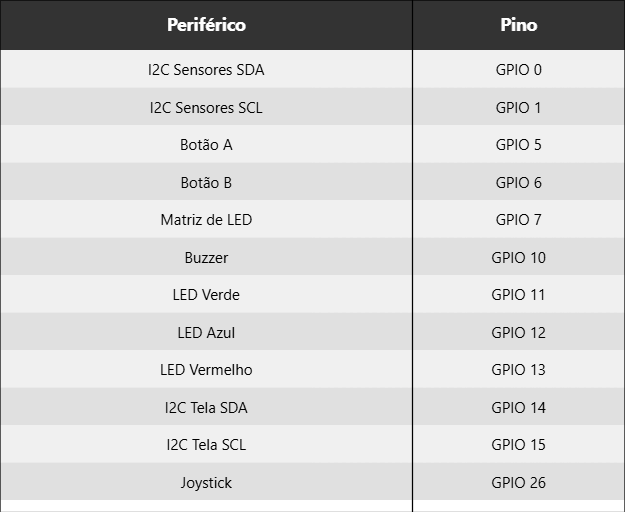 Periférico Pino
I2C Sensores SDA GPIO 0
I2C Sensores SCL GPIO 1
Botão A GPIO 5
Botão B GPIO 6
Matriz de LED GPIO 7
Buzzer GPIO 10
LED Verde GPIO 11
LED Azul GPIO 12
LED Vermelho GPIO 13
I2C Tela SDA GPIO 14
I2C Tela SCL GPIO 15
Joystick GPIO 26